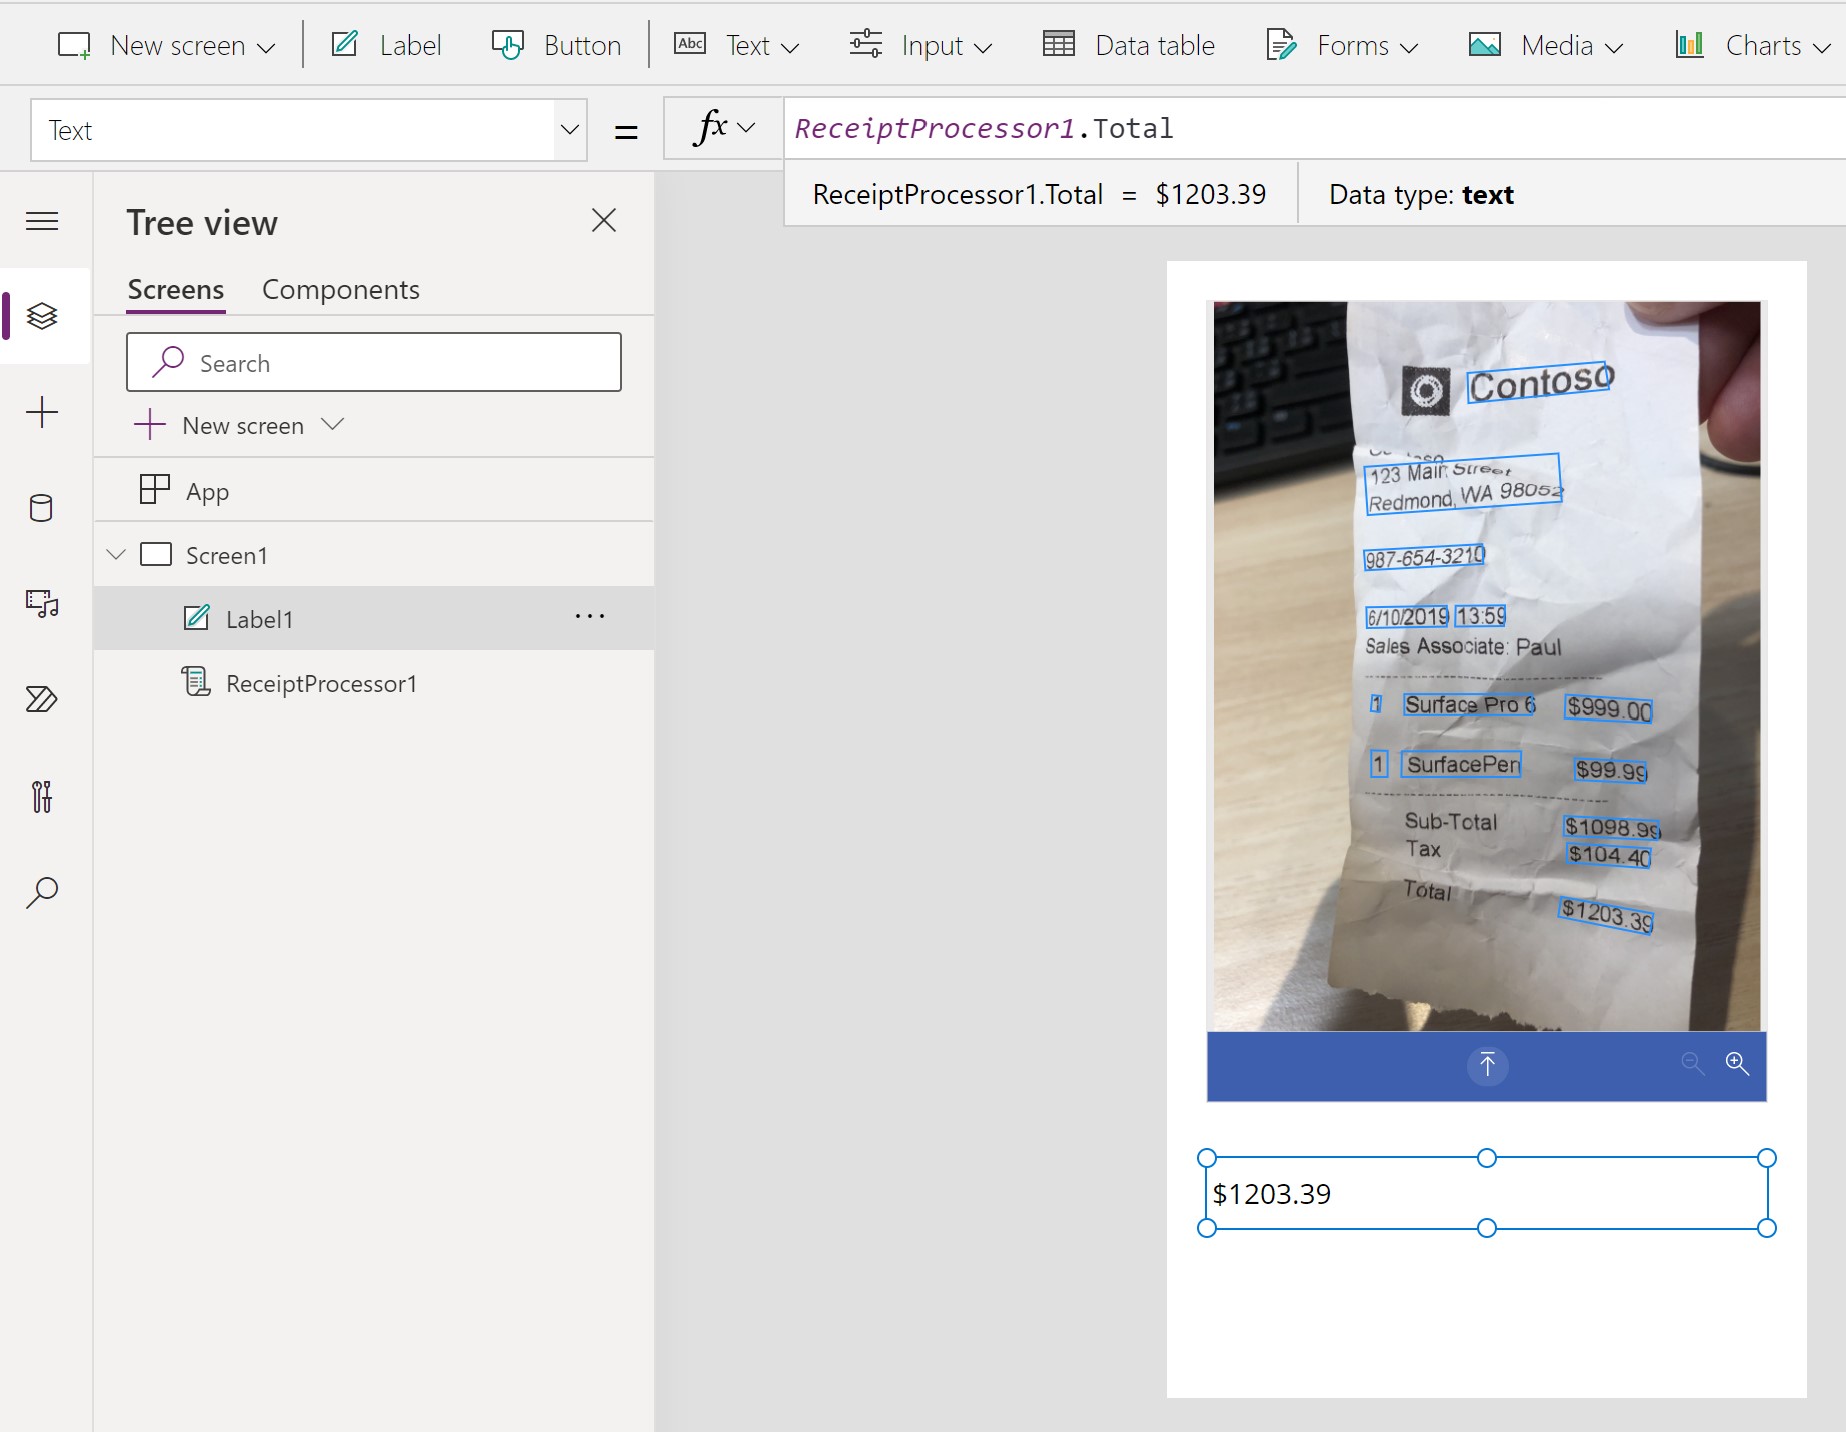 New screen
Label
Button
Abc
Text
Input
Data table
Forms
Media
Charts
Text
=
fx
ReceiptProcessor1.Total
ReceiptProcessor1.Total = $1203.39
Data type: text
Tree view
Screens
Components
Search
New screen
App
Screen1
Label1
ReceiptProcessor1
Contoso
123 Main Street
Redmond, WA 98052
987-654-3210
6/10/2019 13:59
Sales Associate: Paul
1 Surface Pro 6 $999.00
1 SurfacePen $99.99
Sub-Total $1098.99
Tax $104.40
Total $1203.39
$1203.39